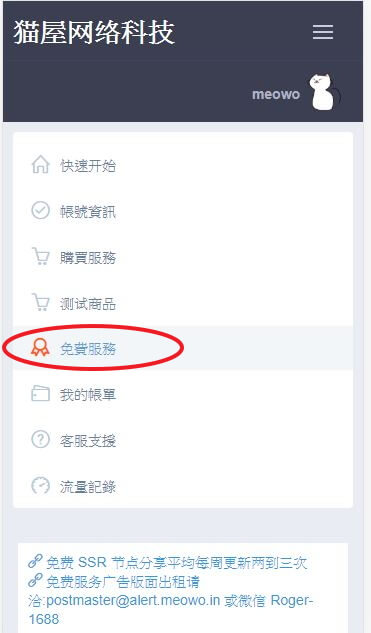 猫屋网络科技
meowo
快速开始
帳號資訊
購買服務
测试商品
免費服務
我的帳單
客服支援
流量記錄
免费 SSR 节点分享平均每周更新两到三次
免费服务广告版面出租请
洽:postmaster@alert.meowo.in 或微信 Roger-
1688